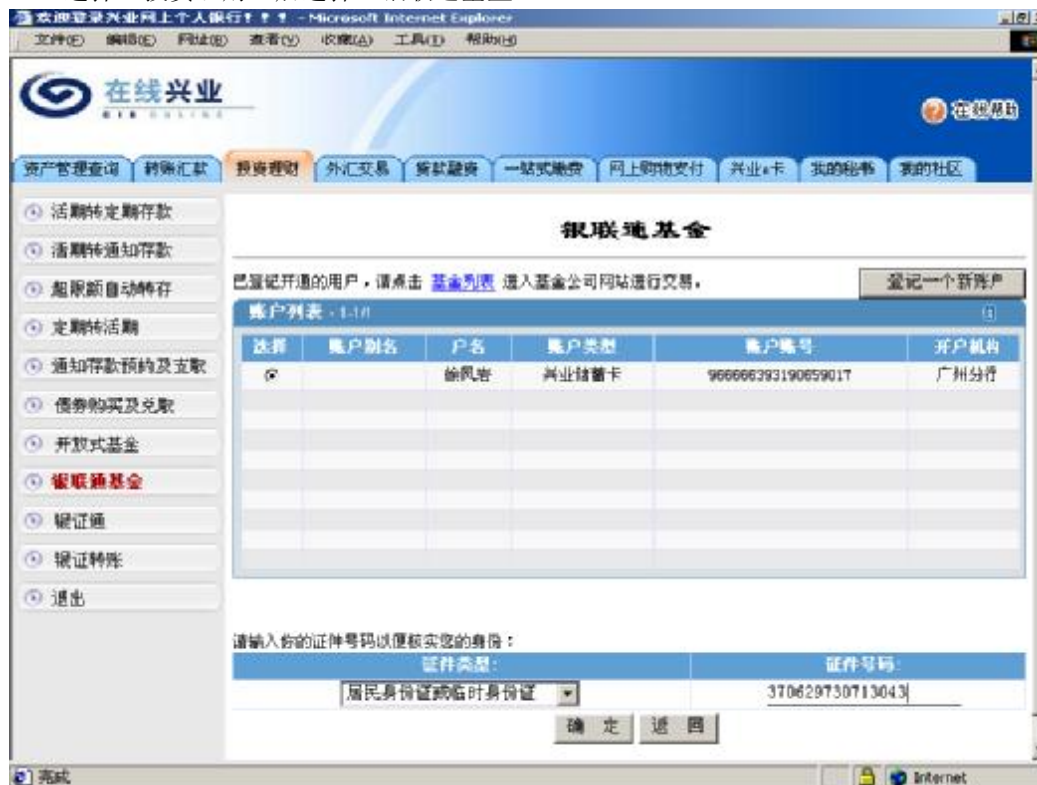 欢迎登录兴业网上个人银行!!! - Microsoft Internet Explorer
文件(F) 编辑(E) 查看(V) 收藏(A) 工具(T) 帮助(H)
在线兴业
在线帮助
资产管理查询 转账汇款 投资理财 外汇交易 贷款融资 一站式缴费 网上购物支付 兴业e卡 我的秘书 我的社区
活期转定期存款
活期转通知存款
超限额自动转存
定期转活期
通知存款预约及支取
债券购买及兑取
开放式基金
银联通基金
银证通
银证转账
退出
银联通基金
已登记开通的用户,请点击 基金列表 进入基金公司网站进行交易。 登记一个新账户
账户列表 - 1-1/1
选择 账户别名 户名 账户类型 账户账号 开户机构
徐凤岩 兴业储蓄卡 966666393190659017 广州分行
请输入你的证件号码以便核实您的身份:
证件类型: 证件号码:
居民身份证或临时身份证 370629730713043
确 定 返 回
完成 Internet